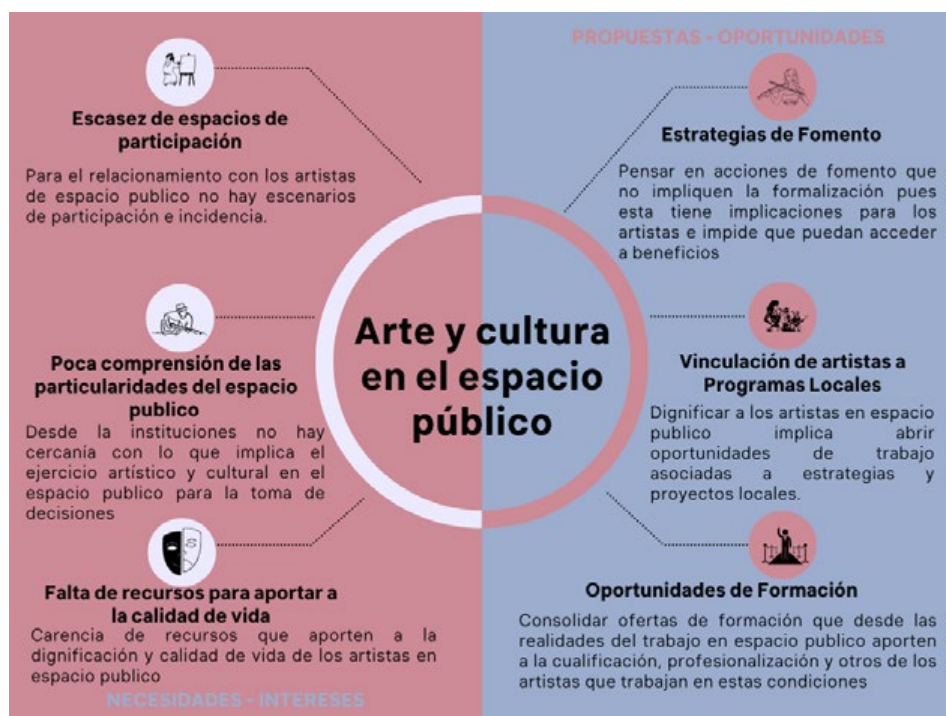 Escasez de espacios de
participación
Para el relacionamiento con los artistas
de espacio publico no hay escenarios
de participación e incidencia.
Poca comprensión de las
particularidades del espacio
publico
Desde la instituciones no hay
cercanía con lo que implica el
ejercicio artístico y cultural en el
espacio publico para la toma de
decisiones
Falta de recursos para aportar a
la calidad de vida
Carencia de recursos que aporten a la
dignificación y calidad de vida de los artistas en
espacio publico
NECESIDADES - INTERESES
Arte y cultura
en el espacio
público
PROPUESTAS - OPORTUNIDADES
Estrategias de Fomento
Pensar en acciones de fomento que
no impliquen la formalización pues
esta tiene implicaciones para los
artistas e impide que puedan acceder
a beneficios
Vinculación de artistas a
Programas Locales
Dignificar a los artistas en espacio
publico implica abrir
oportunidades de trabajo
asociadas a estrategias y
proyectos locales.
Oportunidades de Formación
Consolidar ofertas de formación que desde las
realidades del trabajo en espacio publico aporten
a la cualificación, profesionalización y otros de los
artistas que trabajan en estas condiciones